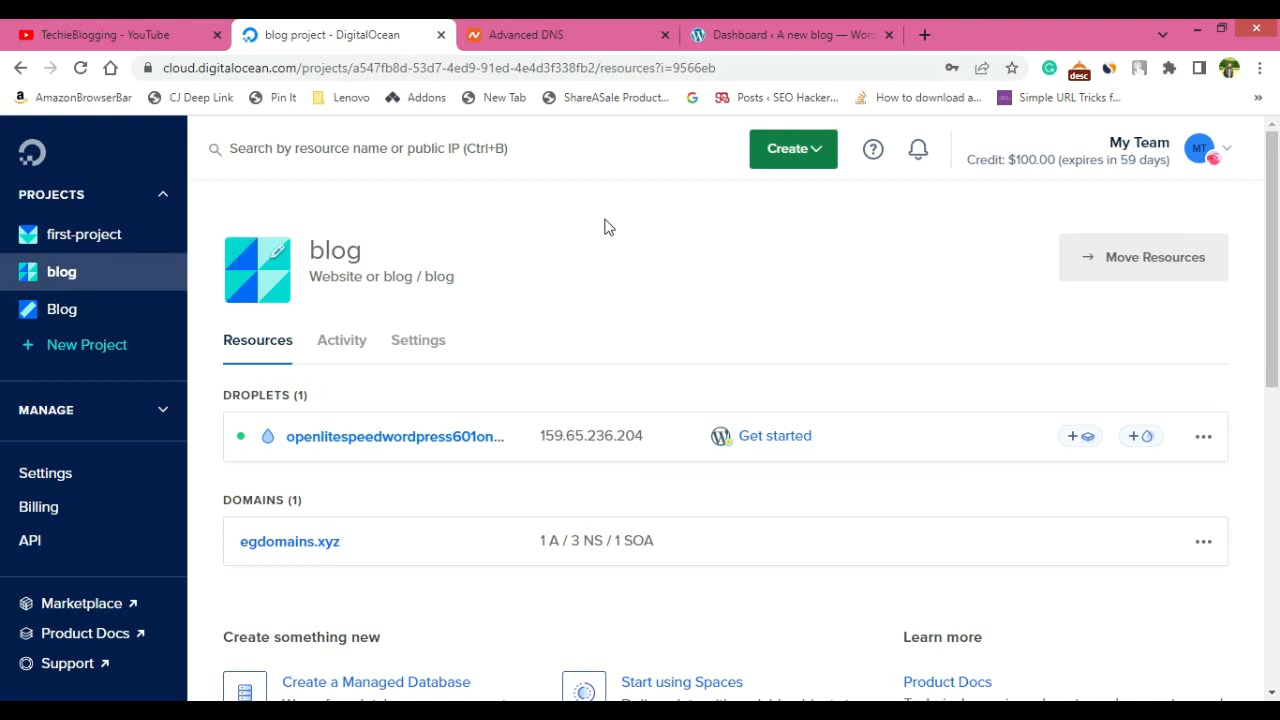 TechieBlogging - YouTube
blog project - DigitalOcean
Advanced DNS
Dashboard ‹ A new blog — Wor
cloud.digitalocean.com/projects/a547fb8d-53d7-4ed9-91ed-4e4d3f338fb2/resources?i=9566eb
desc
AmazonBrowserBar
CJ Deep Link
Pin It
Lenovo
Addons
New Tab
ShareASale Product...
Posts ‹ SEO Hacker...
How to download a...
Simple URL Tricks f...
Search by resource name or public IP (Ctrl+B)
Create
My Team
Credit: $100.00 (expires in 59 days)
MT
PROJECTS
first-project
blog
Blog
+ New Project
MANAGE
Settings
Billing
API
Marketplace
Product Docs
Support
blog
Website or blog / blog
Move Resources
Resources
Activity
Settings
DROPLETS (1)
openlitespeedwordpress601on...
159.65.236.204
Get started
DOMAINS (1)
egdomains.xyz
1 A / 3 NS / 1 SOA
Create something new
Learn more
Create a Managed Database
Start using Spaces
Product Docs